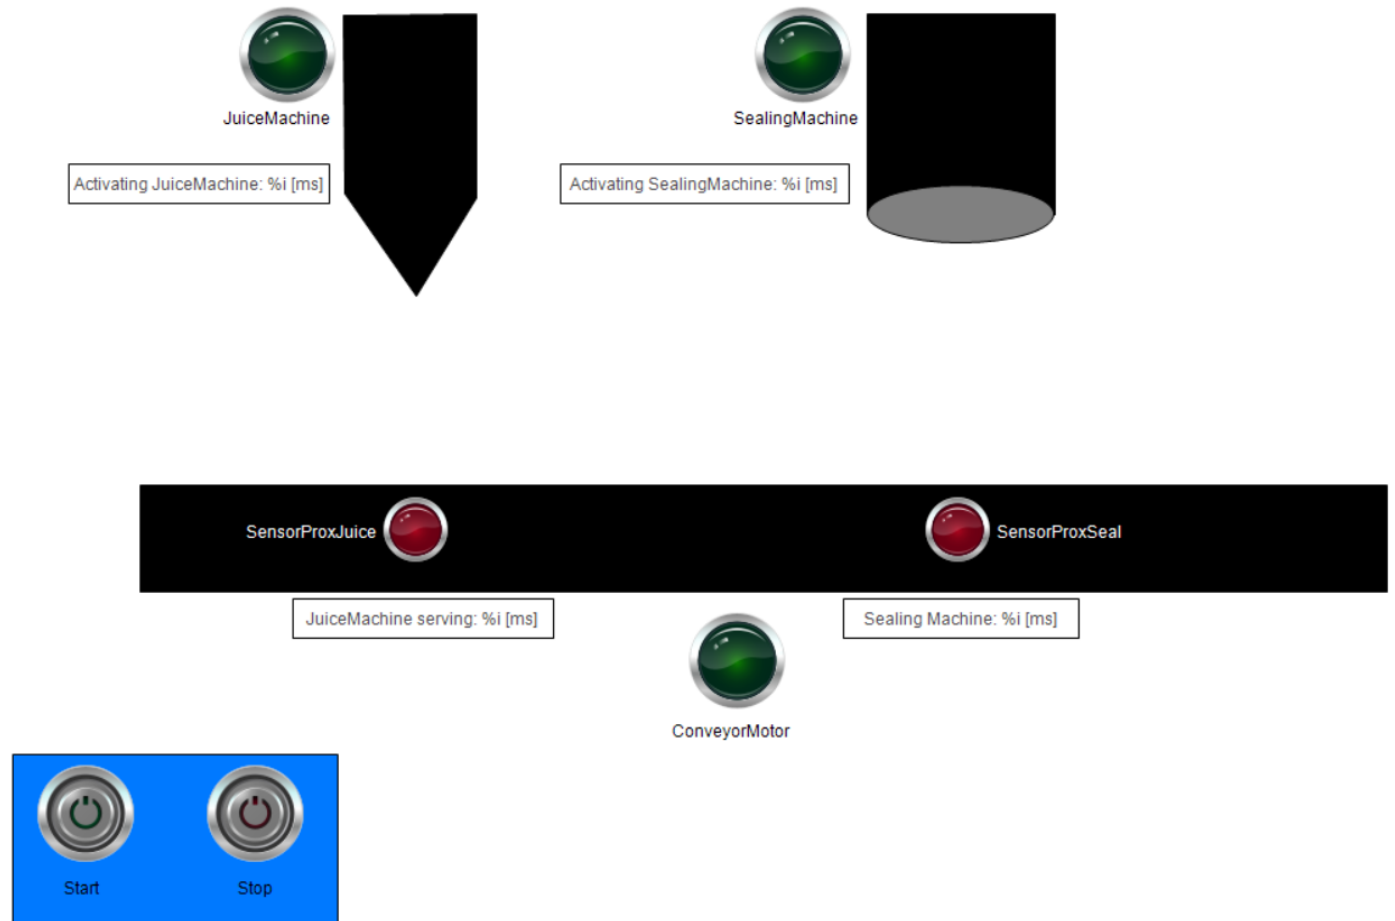 JuiceMachine
SealingMachine
Activating JuiceMachine: %i [ms]
Activating SealingMachine: %i [ms]
SensorProxJuice
SensorProxSeal
JuiceMachine serving: %i [ms]
Sealing Machine: %i [ms]
ConveyorMotor
Start
Stop